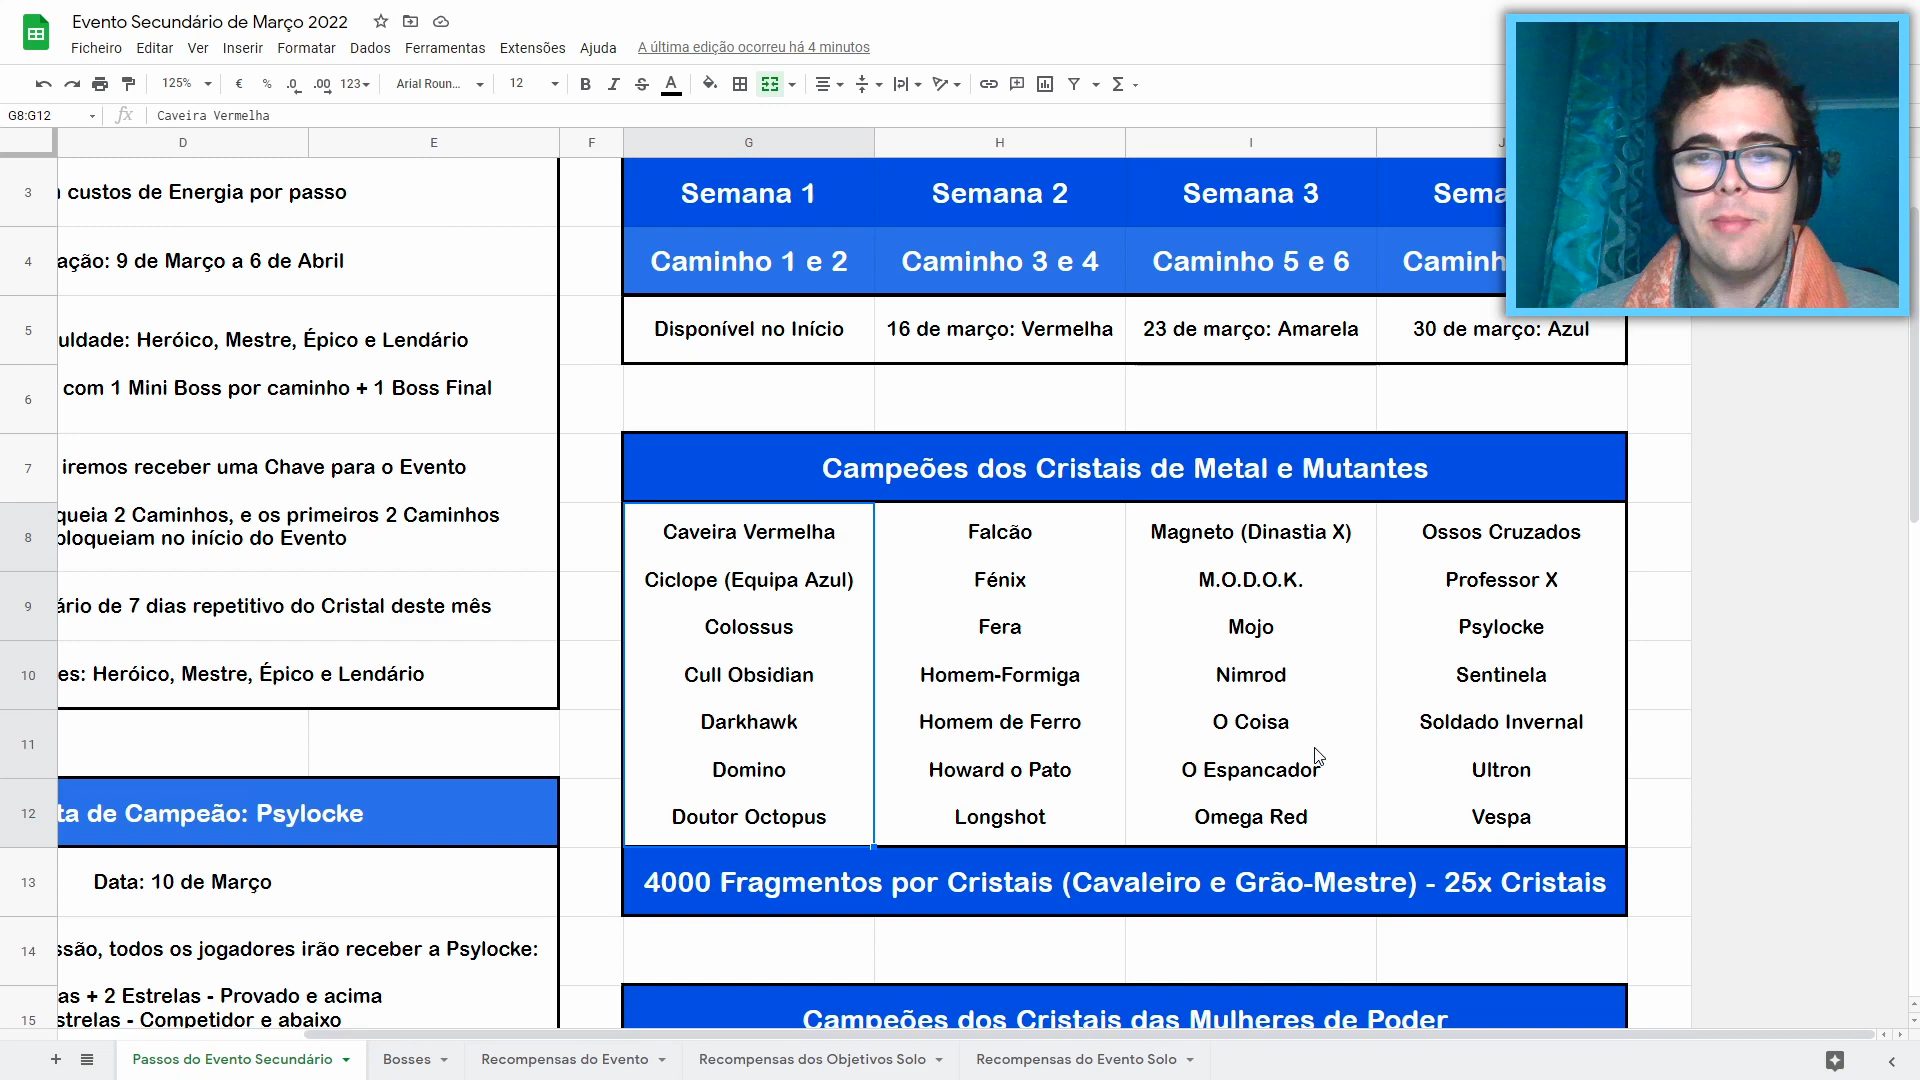 Evento Secundário de Março 2022
Ficheiro Editar Ver Inserir Formatar Dados Ferramentas Extensões Ajuda A última edição ocorreu há 4 minutos
125% € % .0 .00 123 Arial Roun... 12 B I S A
G8:G12 fx Caveira Vermelha
D E F G H I J
3 custos de Energia por passo Semana 1 Semana 2 Semana 3 Sema
4 ação: 9 de Março a 6 de Abril Caminho 1 e 2 Caminho 3 e 4 Caminho 5 e 6 Caminh
5 uldade: Heróico, Mestre, Épico e Lendário Disponível no Início 16 de março: Vermelha 23 de março: Amarela 30 de março: Azul
6 com 1 Mini Boss por caminho + 1 Boss Final
7 iremos receber uma Chave para o Evento Campeões dos Cristais de Metal e Mutantes
queia 2 Caminhos, e os primeiros 2 Caminhos
8 bloqueiam no início do Evento Caveira Vermelha Falcão Magneto (Dinastia X) Ossos Cruzados
Ciclope (Equipa Azul) Fénix M.O.D.O.K. Professor X
9 ário de 7 dias repetitivo do Cristal deste mês Colossus Fera Mojo Psylocke
10 es: Heróico, Mestre, Épico e Lendário Cull Obsidian Homem-Formiga Nimrod Sentinela
11 Darkhawk Homem de Ferro O Coisa Soldado Invernal
Domino Howard o Pato O Espancador Ultron
12 ta de Campeão: Psylocke Doutor Octopus Longshot Omega Red Vespa
13 Data: 10 de Março 4000 Fragmentos por Cristais (Cavaleiro e Grão-Mestre) - 25x Cristais
14 ssão, todos os jogadores irão receber a Psylocke:
as + 2 Estrelas - Provado e acima
15 strelas - Competidor e abaixo Campeões dos Cristais das Mulheres de Poder
Passos do Evento Secundário Bosses Recompensas do Evento Recompensas dos Objetivos Solo Recompensas do Evento Solo